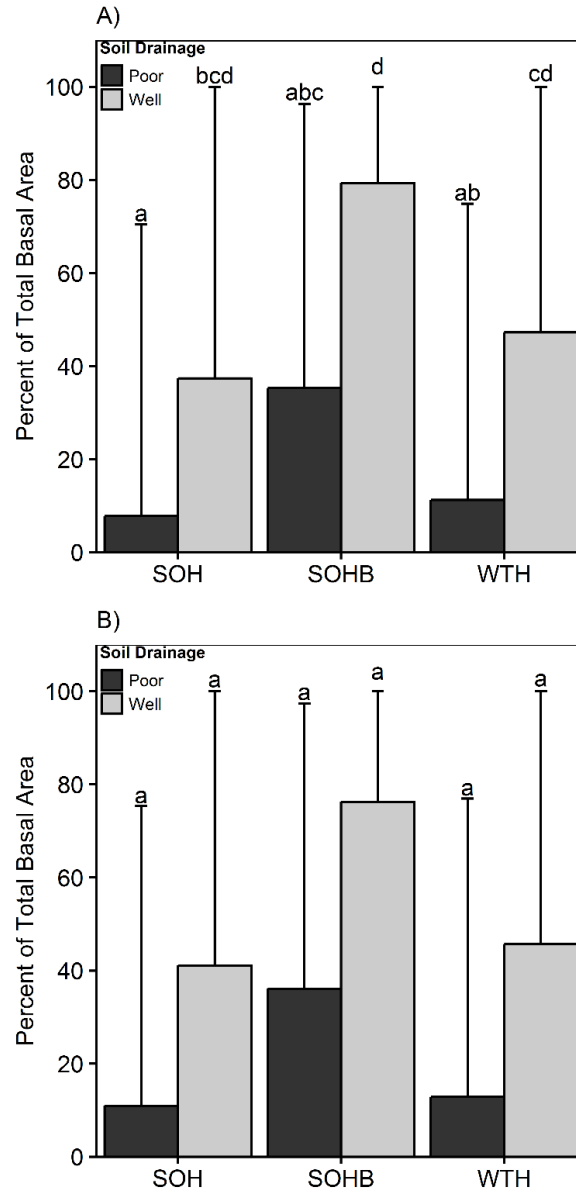 A)
Soil Drainage
Poor
Well
a
bcd
abc
d
ab
cd
100
80
60
40
20
0
Percent of Total Basal Area
SOH SOHB WTH
B)
Soil Drainage
Poor
Well
a
a
a
a
a
a
100
80
60
40
20
0
Percent of Total Basal Area
SOH SOHB WTH